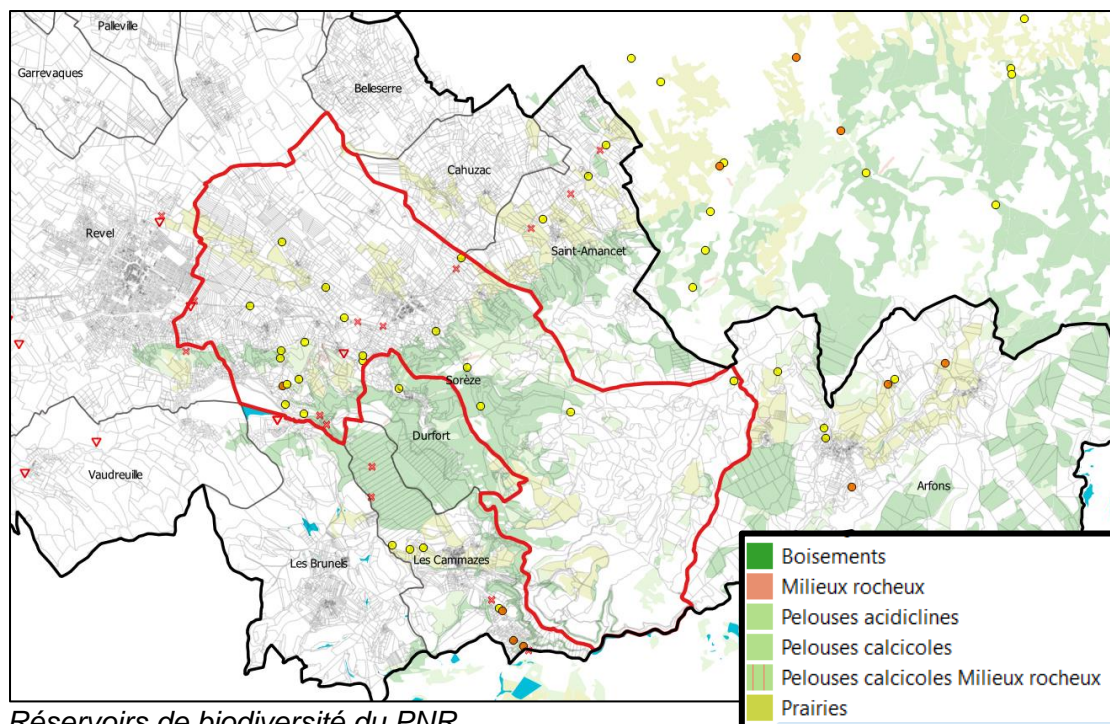 Palleville
Garrevaques
Belleserre
Cahuzac
Revel
Saint-Amancet
Sorèze
Durfort
Vaudreuille
Arfons
Les Brunels
Les Cammazes
Boisements
Milieux rocheux
Pelouses acidiclines
Pelouses calcicoles
Pelouses calcicoles Milieux rocheux
Prairies
Réservoirs de biodiversité du PNR